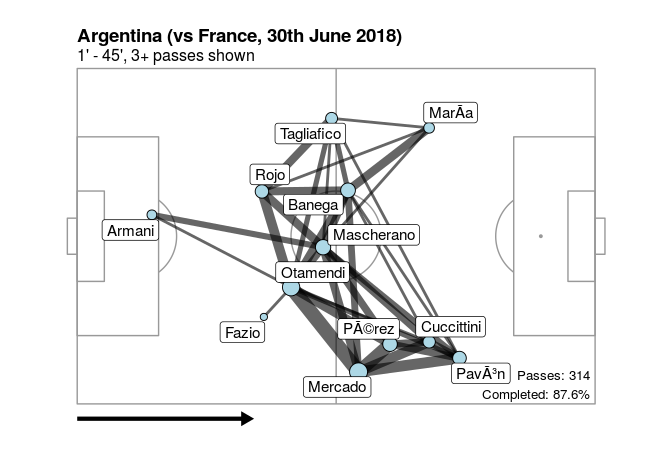 Argentina (vs France, 30th June 2018)
1' - 45', 3+ passes shown
MarÃa
Tagliafico
Rojo
Banega
Armani
Mascherano
Otamendi
Fazio
PÃ©rez
Cuccittini
PavÃ³n
Mercado
Passes: 314
Completed: 87.6%